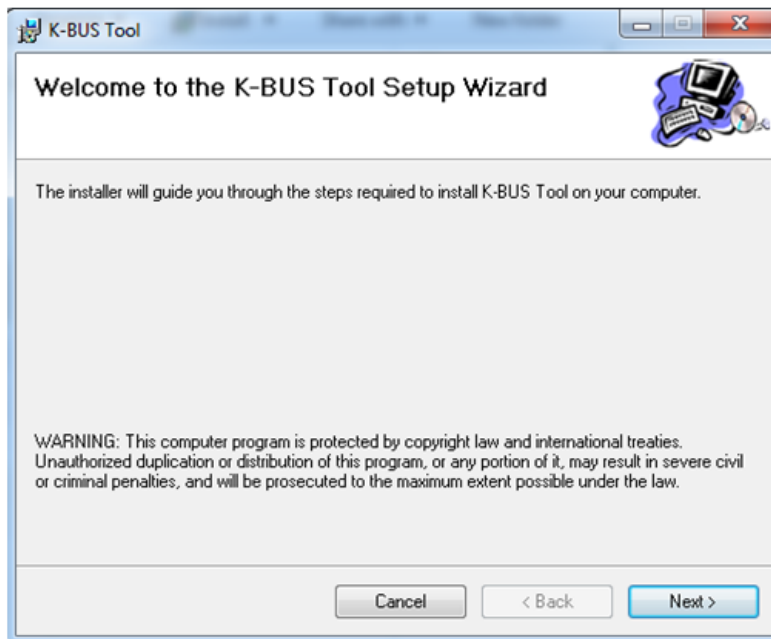 K-BUS Tool
Welcome to the K-BUS Tool Setup Wizard
The installer will guide you through the steps required to install K-BUS Tool on your computer.
WARNING: This computer program is protected by copyright law and international treaties.
Unauthorized duplication or distribution of this program, or any portion of it, may result in severe civil
or criminal penalties, and will be prosecuted to the maximum extent possible under the law.
Cancel
< Back
Next >